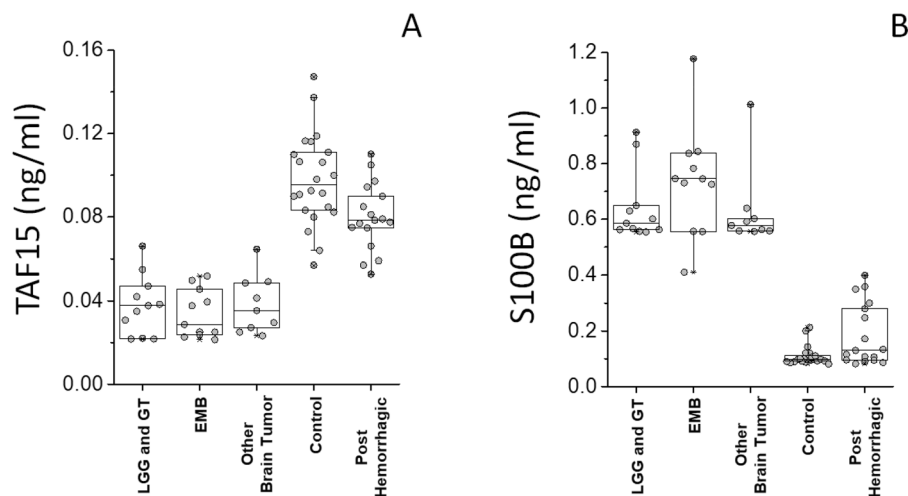 A
TAF15 (ng/ml)
0.16
0.12
0.08
0.04
0.00
LGG and GT
EMB
Other
Brain Tumor
Control
Post
Hemorrhagic
B
S100B (ng/ml)
1.2
1.0
0.8
0.6
0.4
0.2
0.0
LGG and GT
EMB
Other
Brain Tumor
Control
Post
Hemorrhagic